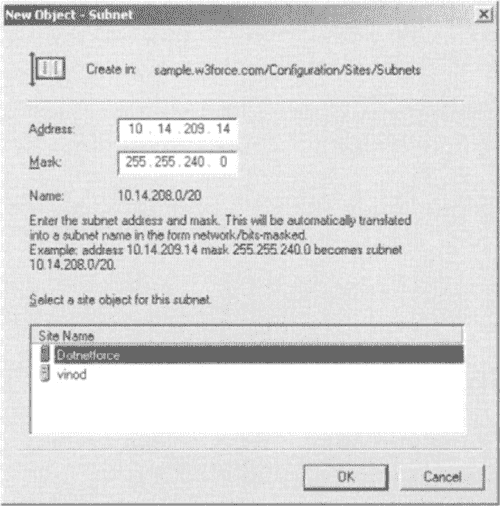 New Object - Subnet
Create in: sample.w3force.com/Configuration/Sites/Subnets
Address: 10 . 14 . 209 . 14
Mask: 255 . 255 . 240 . 0
Name: 10.14.208.0/20
Enter the subnet address and mask. This will be automatically translated
into a subnet name in the form network/bits-masked.
Example: address 10.14.209.14 mask 255.255.240.0 becomes subnet
10.14.208.0/20.
Select a site object for this subnet.
Site Name
Dotnetforce
vinod
OK Cancel